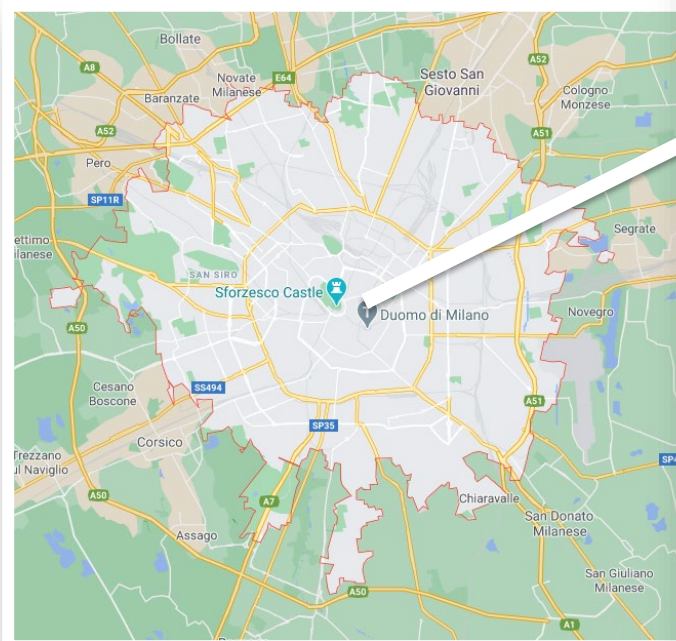 Bollate
A8
Novate
Milanese
E64
Sesto San
Giovanni
A52
Cologno
Monzese
Baranzate
A52
A51
Pero
SP11R
Segrate
ettimo
ilanese
SAN SIRO
Sforzesco Castle
Duomo di Milano
Novegro
A50
Cesano
Boscone
SS494
A51
SP35
Corsico
Trezzano
ul Naviglio
SP4
A50
A7
Chiaravalle
Assago
San Donato
Milanese
San Giuliano
Milanese
A50
A1